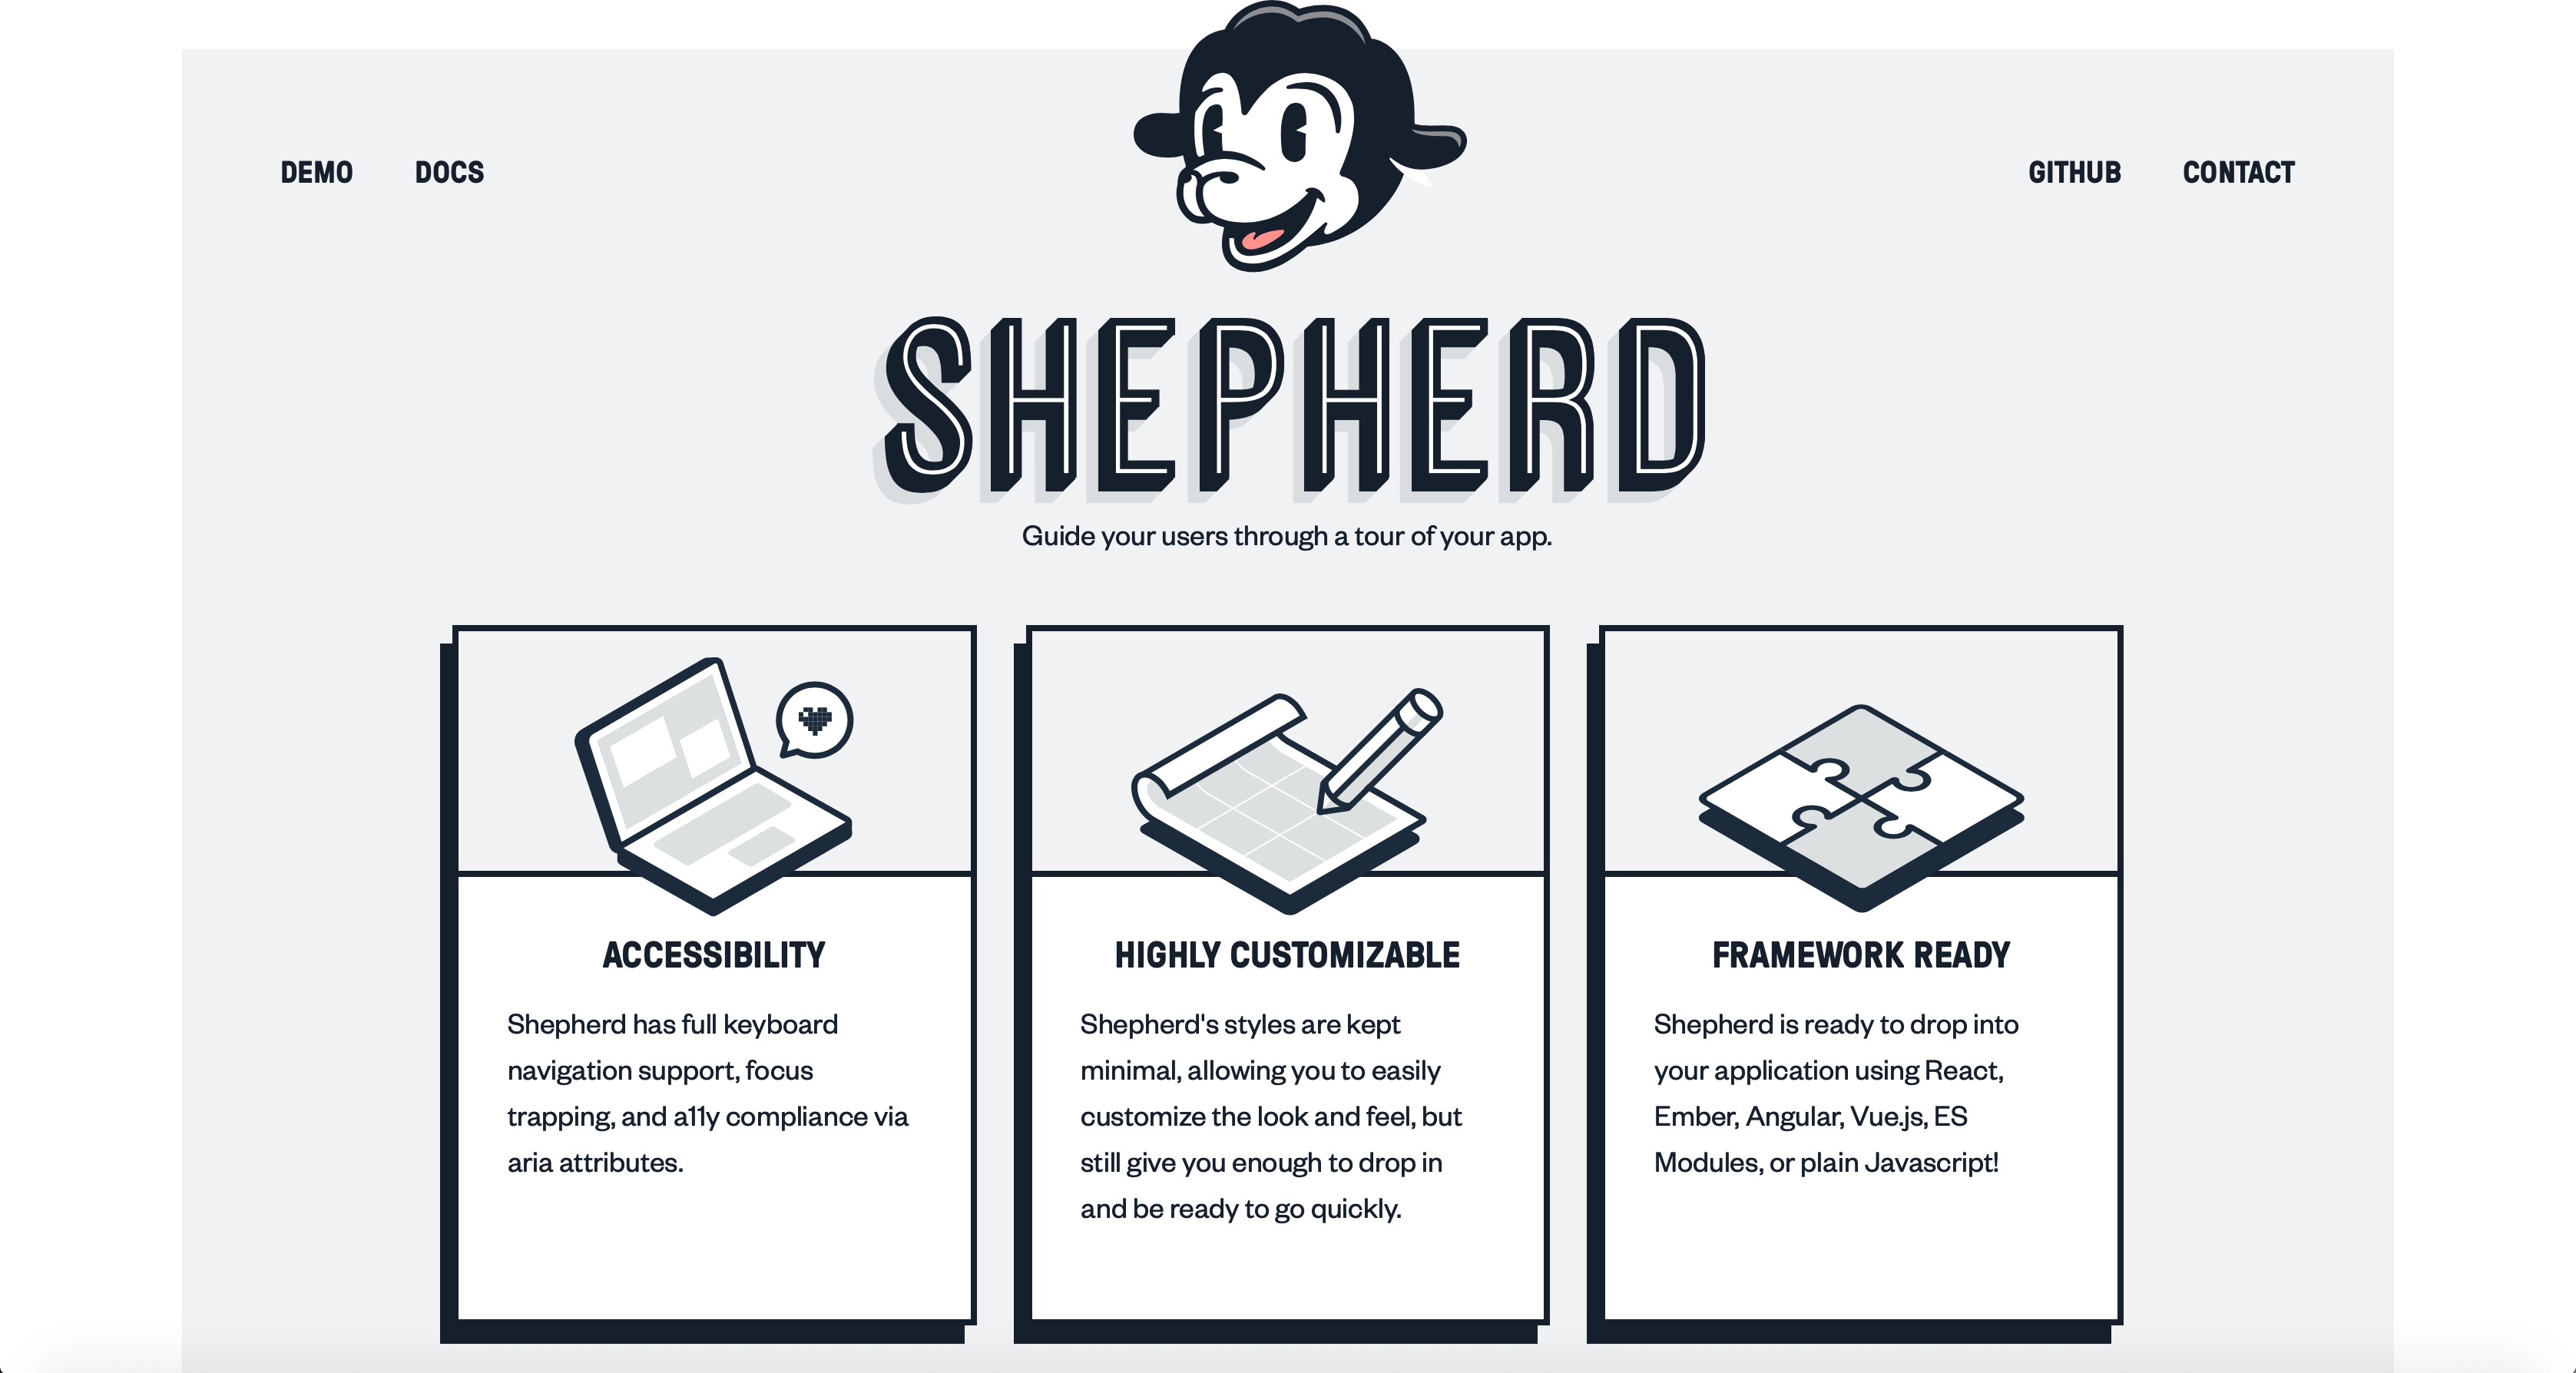 DEMO
DOCS
GITHUB
CONTACT
SHEPHERD
Guide your users through a tour of your app.
ACCESSIBILITY
Shepherd has full keyboard
navigation support, focus
trapping, and a11y compliance via
aria attributes.
HIGHLY CUSTOMIZABLE
Shepherd's styles are kept
minimal, allowing you to easily
customize the look and feel, but
still give you enough to drop in
and be ready to go quickly.
FRAMEWORK READY
Shepherd is ready to drop into
your application using React,
Ember, Angular, Vue.js, ES
Modules, or plain Javascript!